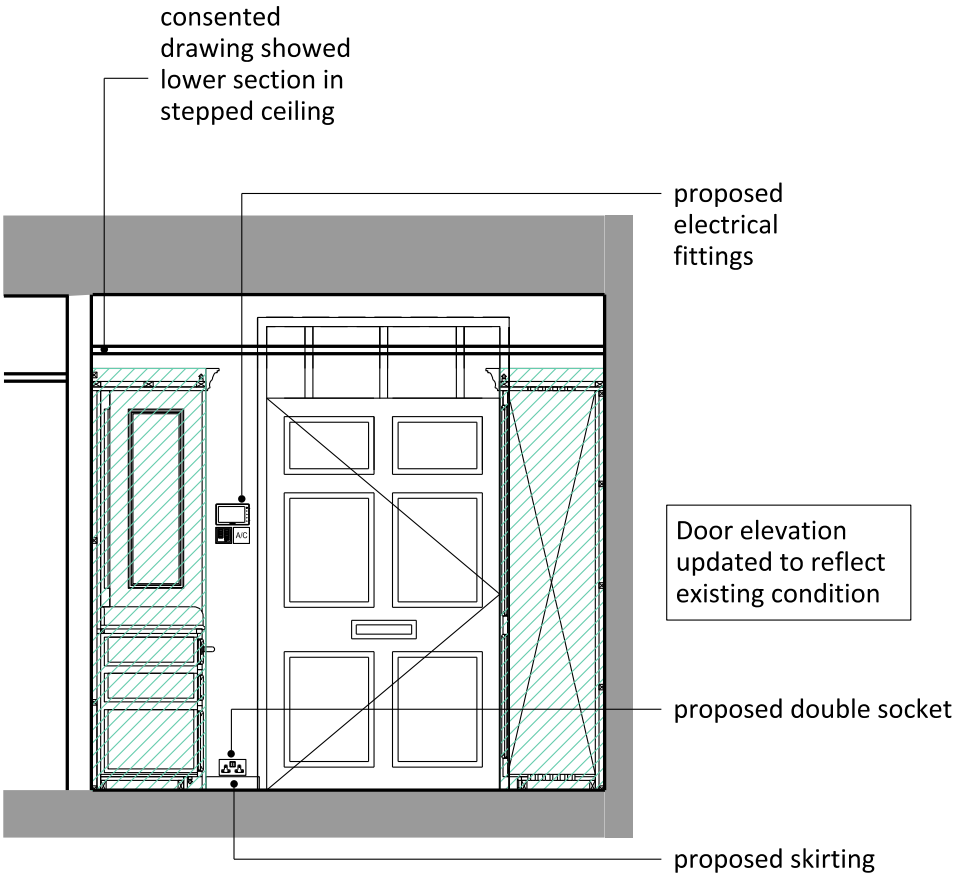 consented
drawing showed
lower section in
stepped ceiling
proposed
electrical
fittings
A/C
Door elevation
updated to reflect
existing condition
proposed double socket
proposed skirting